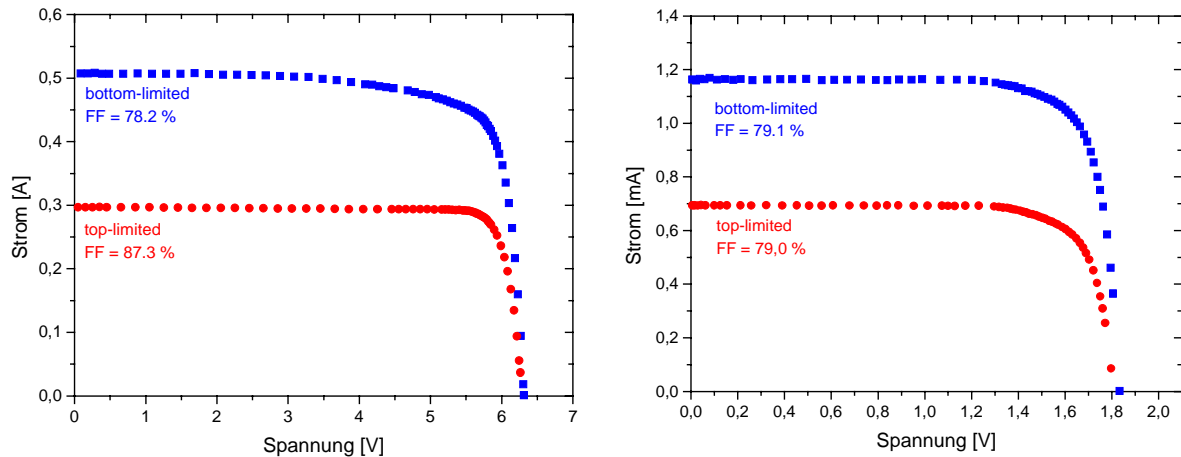 0,6
0,5
0,4
0,3
0,2
0,1
0,0
Strom [A]
bottom-limited
FF = 78.2 %
top-limited
FF = 87.3 %
0 1 2 3 4 5 6 7
Spannung [V]
1,4
1,2
1,0
0,8
0,6
0,4
0,2
0,0
Strom [mA]
bottom-limited
FF = 79.1 %
top-limited
FF = 79,0 %
0,0 0,2 0,4 0,6 0,8 1,0 1,2 1,4 1,6 1,8 2,0
Spannung [V]